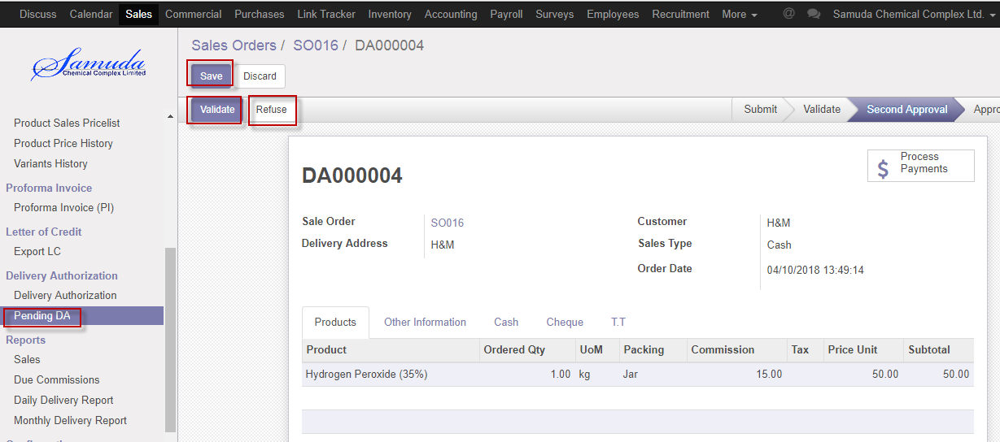 Discuss Calendar Sales Commercial Purchases Link Tracker Inventory Accounting Payroll Surveys Employees Recruitment More @ Samuda Chemical Complex Ltd.
Samuda
Chemical Complex Limited
Sales Orders / SO016 / DA000004
Save Discard
Validate Refuse Submit Validate Second Approval Appro
Product Sales Pricelist
Product Price History
Variants History
Proforma Invoice
Proforma Invoice (PI)
Letter of Credit
Export LC
Delivery Authorization
Delivery Authorization
Pending DA
Reports
Sales
Due Commissions
Daily Delivery Report
Monthly Delivery Report
$ Process
Payments
DA000004
Sale Order SO016 Customer H&M
Delivery Address H&M Sales Type Cash
Order Date 04/10/2018 13:49:14
Products Other Information Cash Cheque T.T
Product Ordered Qty UoM Packing Commission Tax Price Unit Subtotal
Hydrogen Peroxide (35%) 1.00 kg Jar 15.00 50.00 50.00